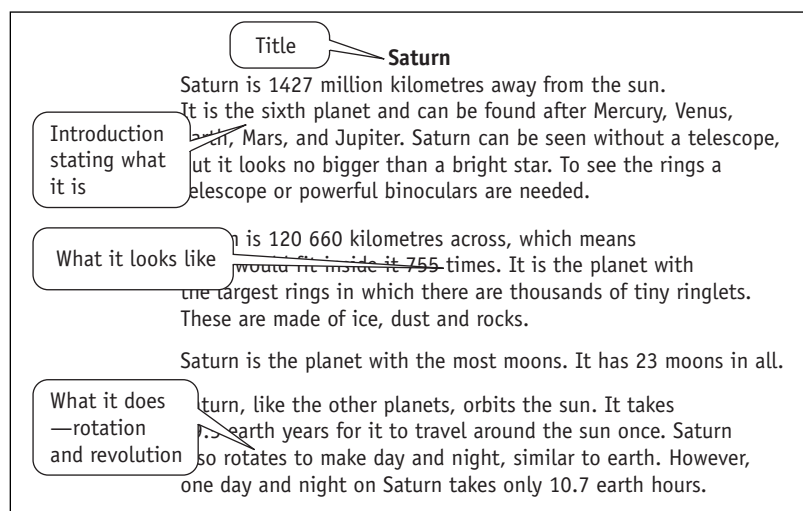 Title
Saturn
Saturn is 1427 million kilometres away from the sun.
It is the sixth planet and can be found after Mercury, Venus,
Mars, and Jupiter. Saturn can be seen without a telescope,
it looks no bigger than a bright star. To see the rings a
telescope or powerful binoculars are needed.
Introduction
stating what
it is
is 120 660 kilometres across, which means
would fit inside it 755 times. It is the planet with
the largest rings in which there are thousands of tiny ringlets.
These are made of ice, dust and rocks.
What it looks like
Saturn is the planet with the most moons. It has 23 moons in all.
What it does
—rotation
and revolution
Saturn, like the other planets, orbits the sun. It takes
earth years for it to travel around the sun once. Saturn
rotates to make day and night, similar to earth. However,
one day and night on Saturn takes only 10.7 earth hours.